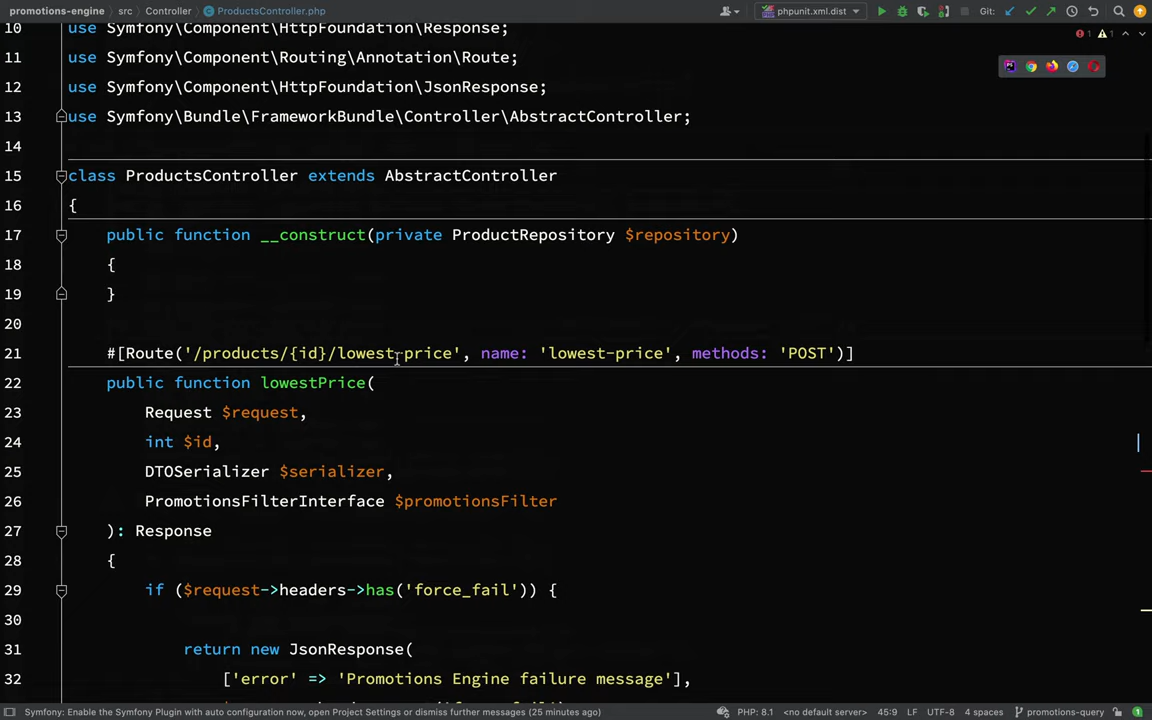 promotions-engine > src > Controller > ProductsController.php
phpunit.xml.dist
Git:
10 use Symfony\Component\HttpFoundation\Response;
11 use Symfony\Component\Routing\Annotation\Route;
12 use Symfony\Component\HttpFoundation\JsonResponse;
13 use Symfony\Bundle\FrameworkBundle\Controller\AbstractController;
14
15 class ProductsController extends AbstractController
16 {
17 public function __construct(private ProductRepository $repository)
18 {
19 }
20
21 #[Route('/products/{id}/lowest-price', name: 'lowest-price', methods: 'POST')]
22 public function lowestPrice(
23 Request $request,
24 int $id,
25 DTOSerializer $serializer,
26 PromotionsFilterInterface $promotionsFilter
27 ): Response
28 {
29 if ($request->headers->has('force_fail')) {
30
31 return new JsonResponse(
32 ['error' => 'Promotions Engine failure message'],
1 1
Symfony: Enable the Symfony Plugin with auto configuration now, open Project Settings or dismiss further messages (25 minutes ago)
PHP: 8.1 <no default server> 45:9 LF UTF-8 4 spaces promotions-query 1